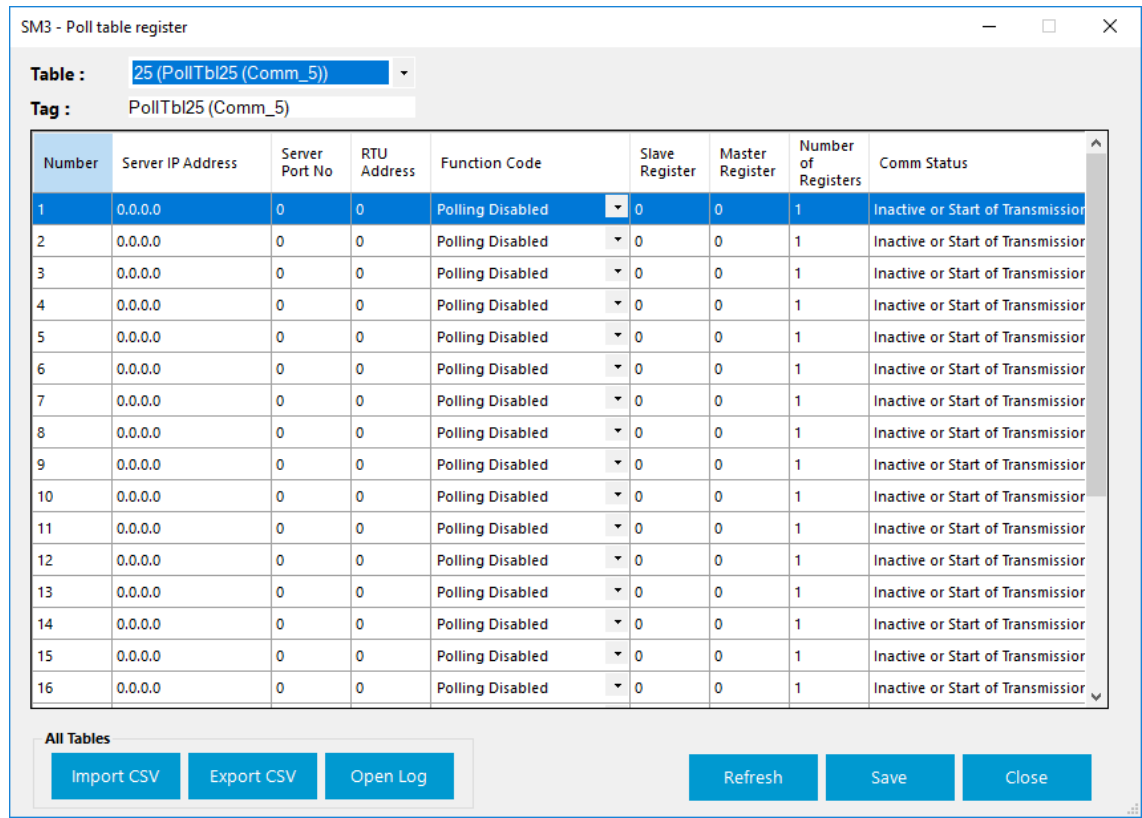 SM3 - Poll table register
Table : 25 (PollTbl25 (Comm_5))
Tag : PollTbl25 (Comm_5)
Number Server IP Address Server Port No RTU Address Function Code Slave Register Master Register Number of Registers Comm Status
1 0.0.0.0 0 0 Polling Disabled 0 0 1 Inactive or Start of Transmission
2 0.0.0.0 0 0 Polling Disabled 0 0 1 Inactive or Start of Transmission
3 0.0.0.0 0 0 Polling Disabled 0 0 1 Inactive or Start of Transmission
4 0.0.0.0 0 0 Polling Disabled 0 0 1 Inactive or Start of Transmission
5 0.0.0.0 0 0 Polling Disabled 0 0 1 Inactive or Start of Transmission
6 0.0.0.0 0 0 Polling Disabled 0 0 1 Inactive or Start of Transmission
7 0.0.0.0 0 0 Polling Disabled 0 0 1 Inactive or Start of Transmission
8 0.0.0.0 0 0 Polling Disabled 0 0 1 Inactive or Start of Transmission
9 0.0.0.0 0 0 Polling Disabled 0 0 1 Inactive or Start of Transmission
10 0.0.0.0 0 0 Polling Disabled 0 0 1 Inactive or Start of Transmission
11 0.0.0.0 0 0 Polling Disabled 0 0 1 Inactive or Start of Transmission
12 0.0.0.0 0 0 Polling Disabled 0 0 1 Inactive or Start of Transmission
13 0.0.0.0 0 0 Polling Disabled 0 0 1 Inactive or Start of Transmission
14 0.0.0.0 0 0 Polling Disabled 0 0 1 Inactive or Start of Transmission
15 0.0.0.0 0 0 Polling Disabled 0 0 1 Inactive or Start of Transmission
16 0.0.0.0 0 0 Polling Disabled 0 0 1 Inactive or Start of Transmission
All Tables
Import CSV Export CSV Open Log Refresh Save Close